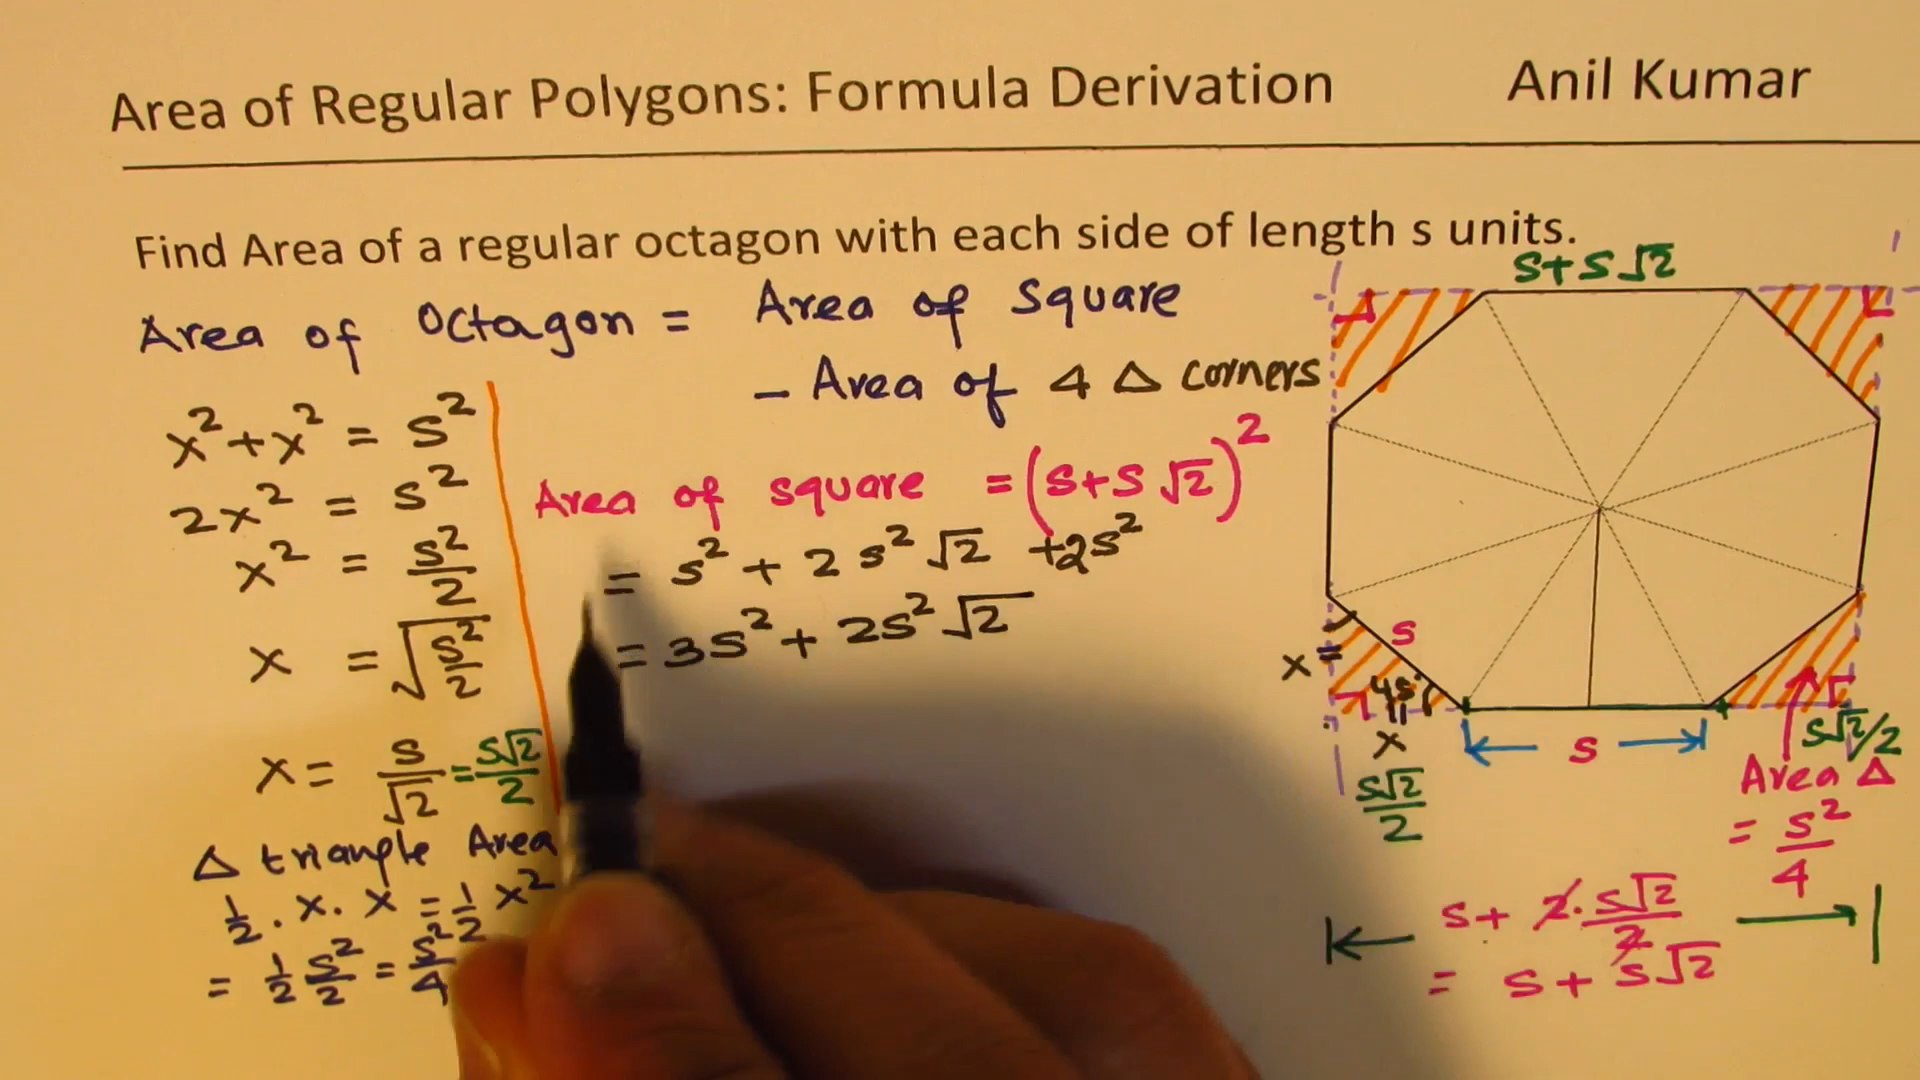 Area of Regular Polygons: Formula Derivation Anil Kumar
Find Area of a regular octagon with each side of length s units.
Area of Octagon = Area of Square
− Area of 4 Δ corners
x² + x² = s²
2x² = s²
x² = s²/2
x = √(s²/2)
x = s/√2 = s√2/2
Δ triangle Area
1/2 · x · x = 1/2 x²
= 1/2 s²/2 = s²/4
Area of square = (s+s√2)²
= s² + 2s²√2 + 2s²
= 3s² + 2s²√2
s+s√2
s
x =
45°
x
s√2/2
s
s√2/2
Area Δ
= s²/4
s + 2·s√2/2
= s + s√2